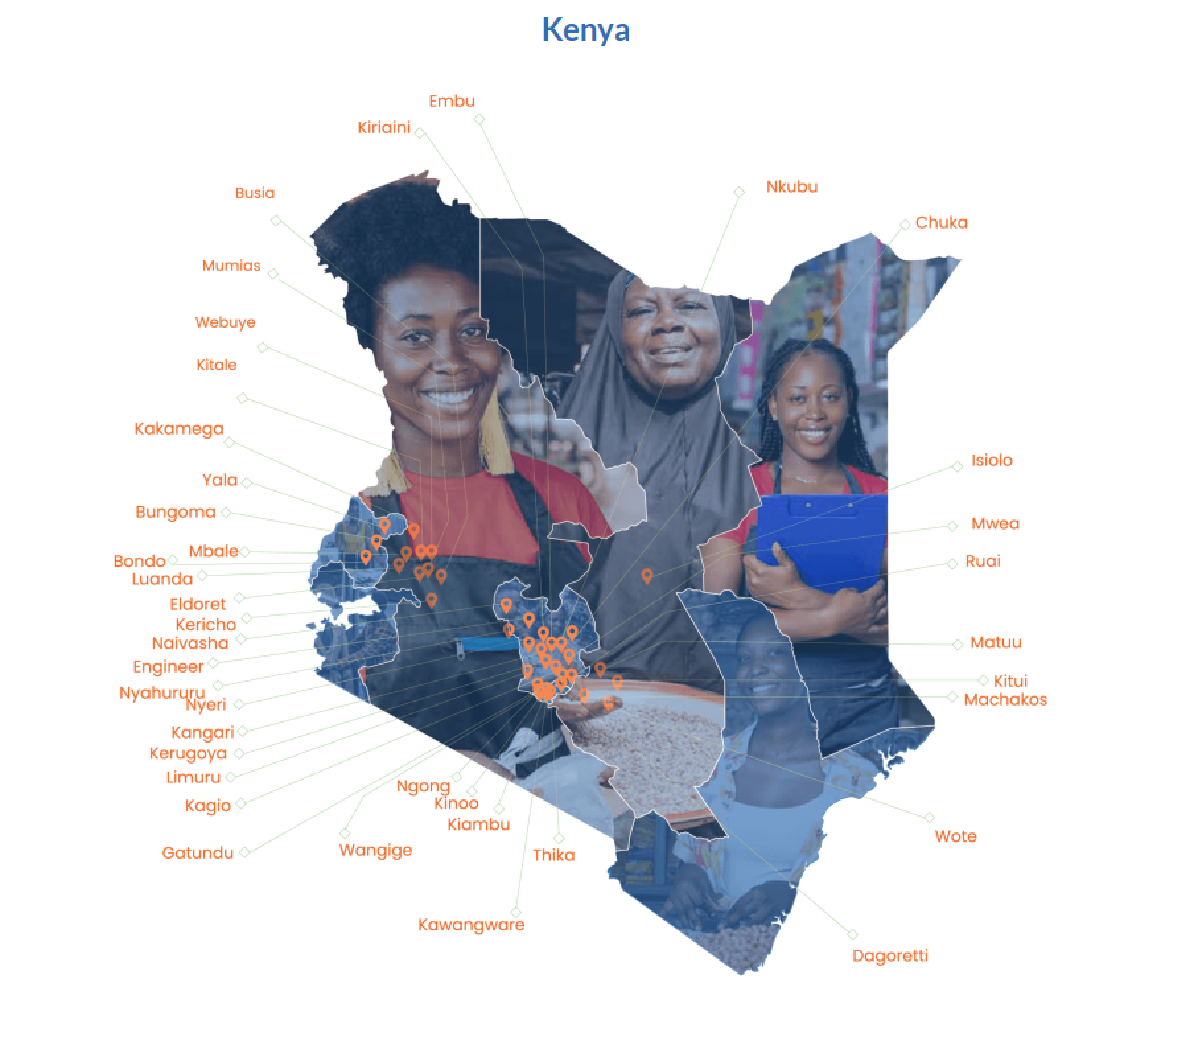 Kenya
Embu
Kiriaini
Nkubu
Busia
Chuka
Mumias
Webuye
Kitale
Kakamega
Isiolo
Yala
Bungoma
Mwea
Mbale
Bondo
Ruai
Luanda
Eldoret
Kericho
Naivasha
Matuu
Engineer
Kitui
Nyahururu
Machakos
Nyeri
Kangari
Kerugoya
Limuru
Ngong
Kagio
Kinoo
Kiambu
Wote
Gatundu
Wangige
Thika
Kawangware
Dagoretti